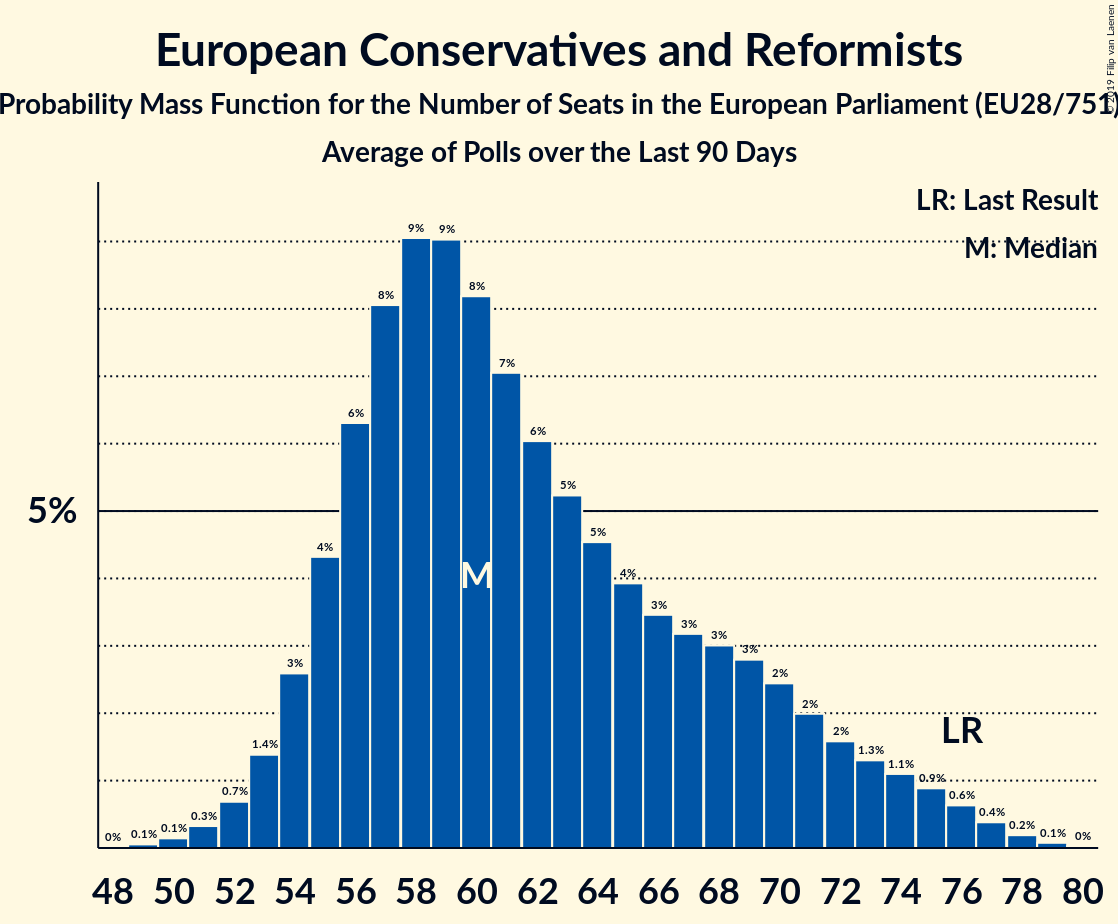 European Conservatives and Reformists
Probability Mass Function for the Number of Seats in the European Parliament (EU28/751)
Average of Polls over the Last 90 Days
© 2019 Filip van Laenen
LR: Last Result
M: Median
9% 9%
8% 8%
7%
6% 6%
5%
5%
5%
4% 4%
M
3% 3% 3% 3% 3%
2% 2% 2%
LR
1.4% 1.3% 1.1% 0.9%
0% 0.1% 0.1% 0.3% 0.7% 0.6% 0.4% 0.2% 0.1% 0%
48 50 52 54 56 58 60 62 64 66 68 70 72 74 76 78 80